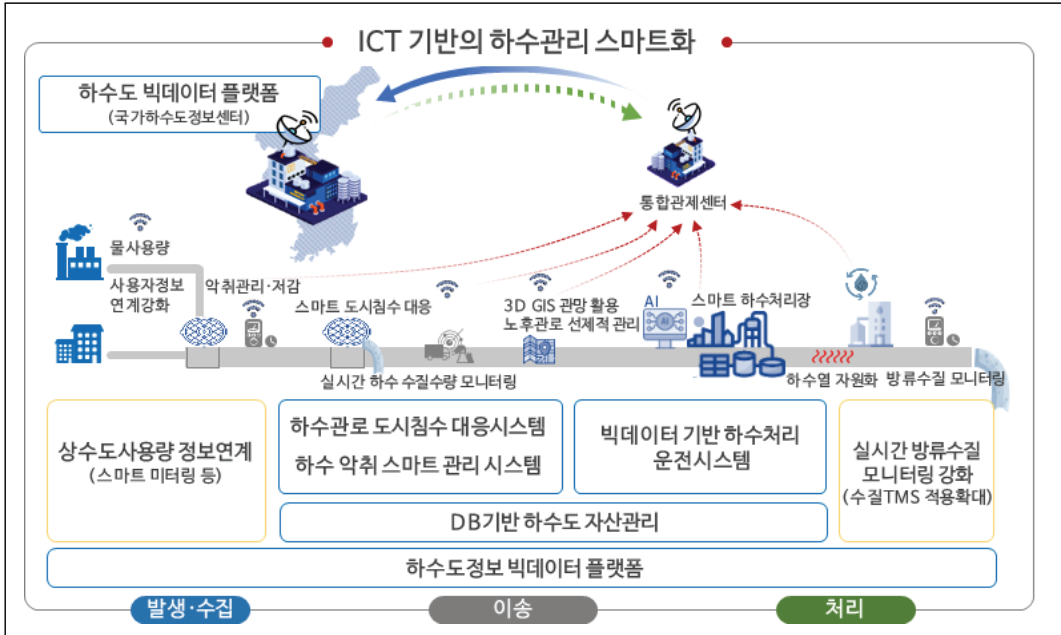 ICT 기반의 하수관리 스마트화
하수도 빅데이터 플랫폼
(국가하수도정보센터)
통합관제센터
물사용량
사용자정보
연계강화
악취관리·저감
스마트 도시침수 대응
3D GIS 관망 활용
노후관로 선제적 관리
AI
AI
스마트 하수처리장
실시간 하수 수질수량 모니터링
하수열 자원화
방류수질 모니터링
상수도사용량 정보연계
(스마트 미터링 등)
하수관로 도시침수 대응시스템
하수 악취 스마트 관리 시스템
빅데이터 기반 하수처리
운전시스템
실시간 방류수질
모니터링 강화
(수질TMS 적용확대)
DB기반 하수도 자산관리
하수도정보 빅데이터 플랫폼
발생·수집
이송
처리